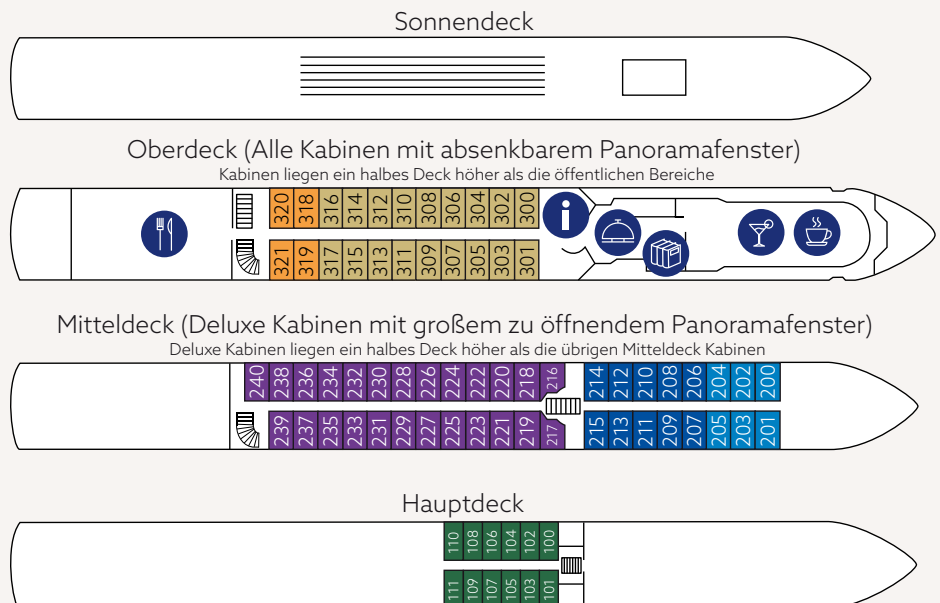 Sonnendeck
Oberdeck (Alle Kabinen mit absenkbarem Panoramafenster)
Kabinen liegen ein halbes Deck höher als die öffentlichen Bereiche
320 318 316 314 312 310 308 306 304 302 300
321 319 317 315 313 311 309 307 305 303 301
Mitteldeck (Deluxe Kabinen mit großem zu öffnendem Panoramafenster)
Deluxe Kabinen liegen ein halbes Deck höher als die übrigen Mitteldeck Kabinen
240 238 236 234 232 230 228 226 224 222 220 218 216 214 212 210 208 206 204 202 200
239 237 235 233 231 229 227 225 223 221 219 217 215 213 211 209 207 205 203 201
Hauptdeck
110 108 106 104 102 100
111 109 107 105 103 101